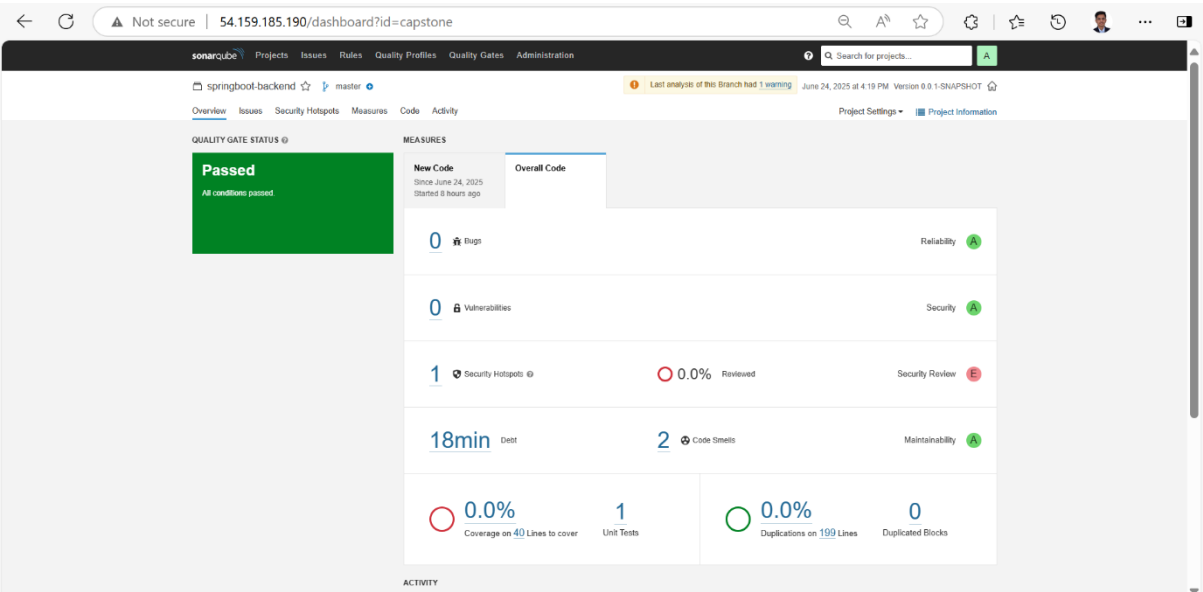 Not secure 54.159.185.190/dashboard?id=capstone
sonarqube Projects Issues Rules Quality Profiles Quality Gates Administration Search for projects... A
springboot-backend master Last analysis of this Branch had 1 warning June 24, 2025 at 4:19 PM Version 0.0.1-SNAPSHOT
Overview Issues Security Hotspots Measures Code Activity Project Settings Project Information
QUALITY GATE STATUS
Passed
All conditions passed.
MEASURES
New Code
Since June 24, 2025
Started 8 hours ago
Overall Code
0 Bugs Reliability A
0 Vulnerabilities Security A
1 Security Hotspots 0.0% Reviewed Security Review E
18min Debt 2 Code Smells Maintainability A
0.0%
Coverage on 40 Lines to cover
1
Unit Tests
0.0%
Duplications on 199 Lines
0
Duplicated Blocks
ACTIVITY